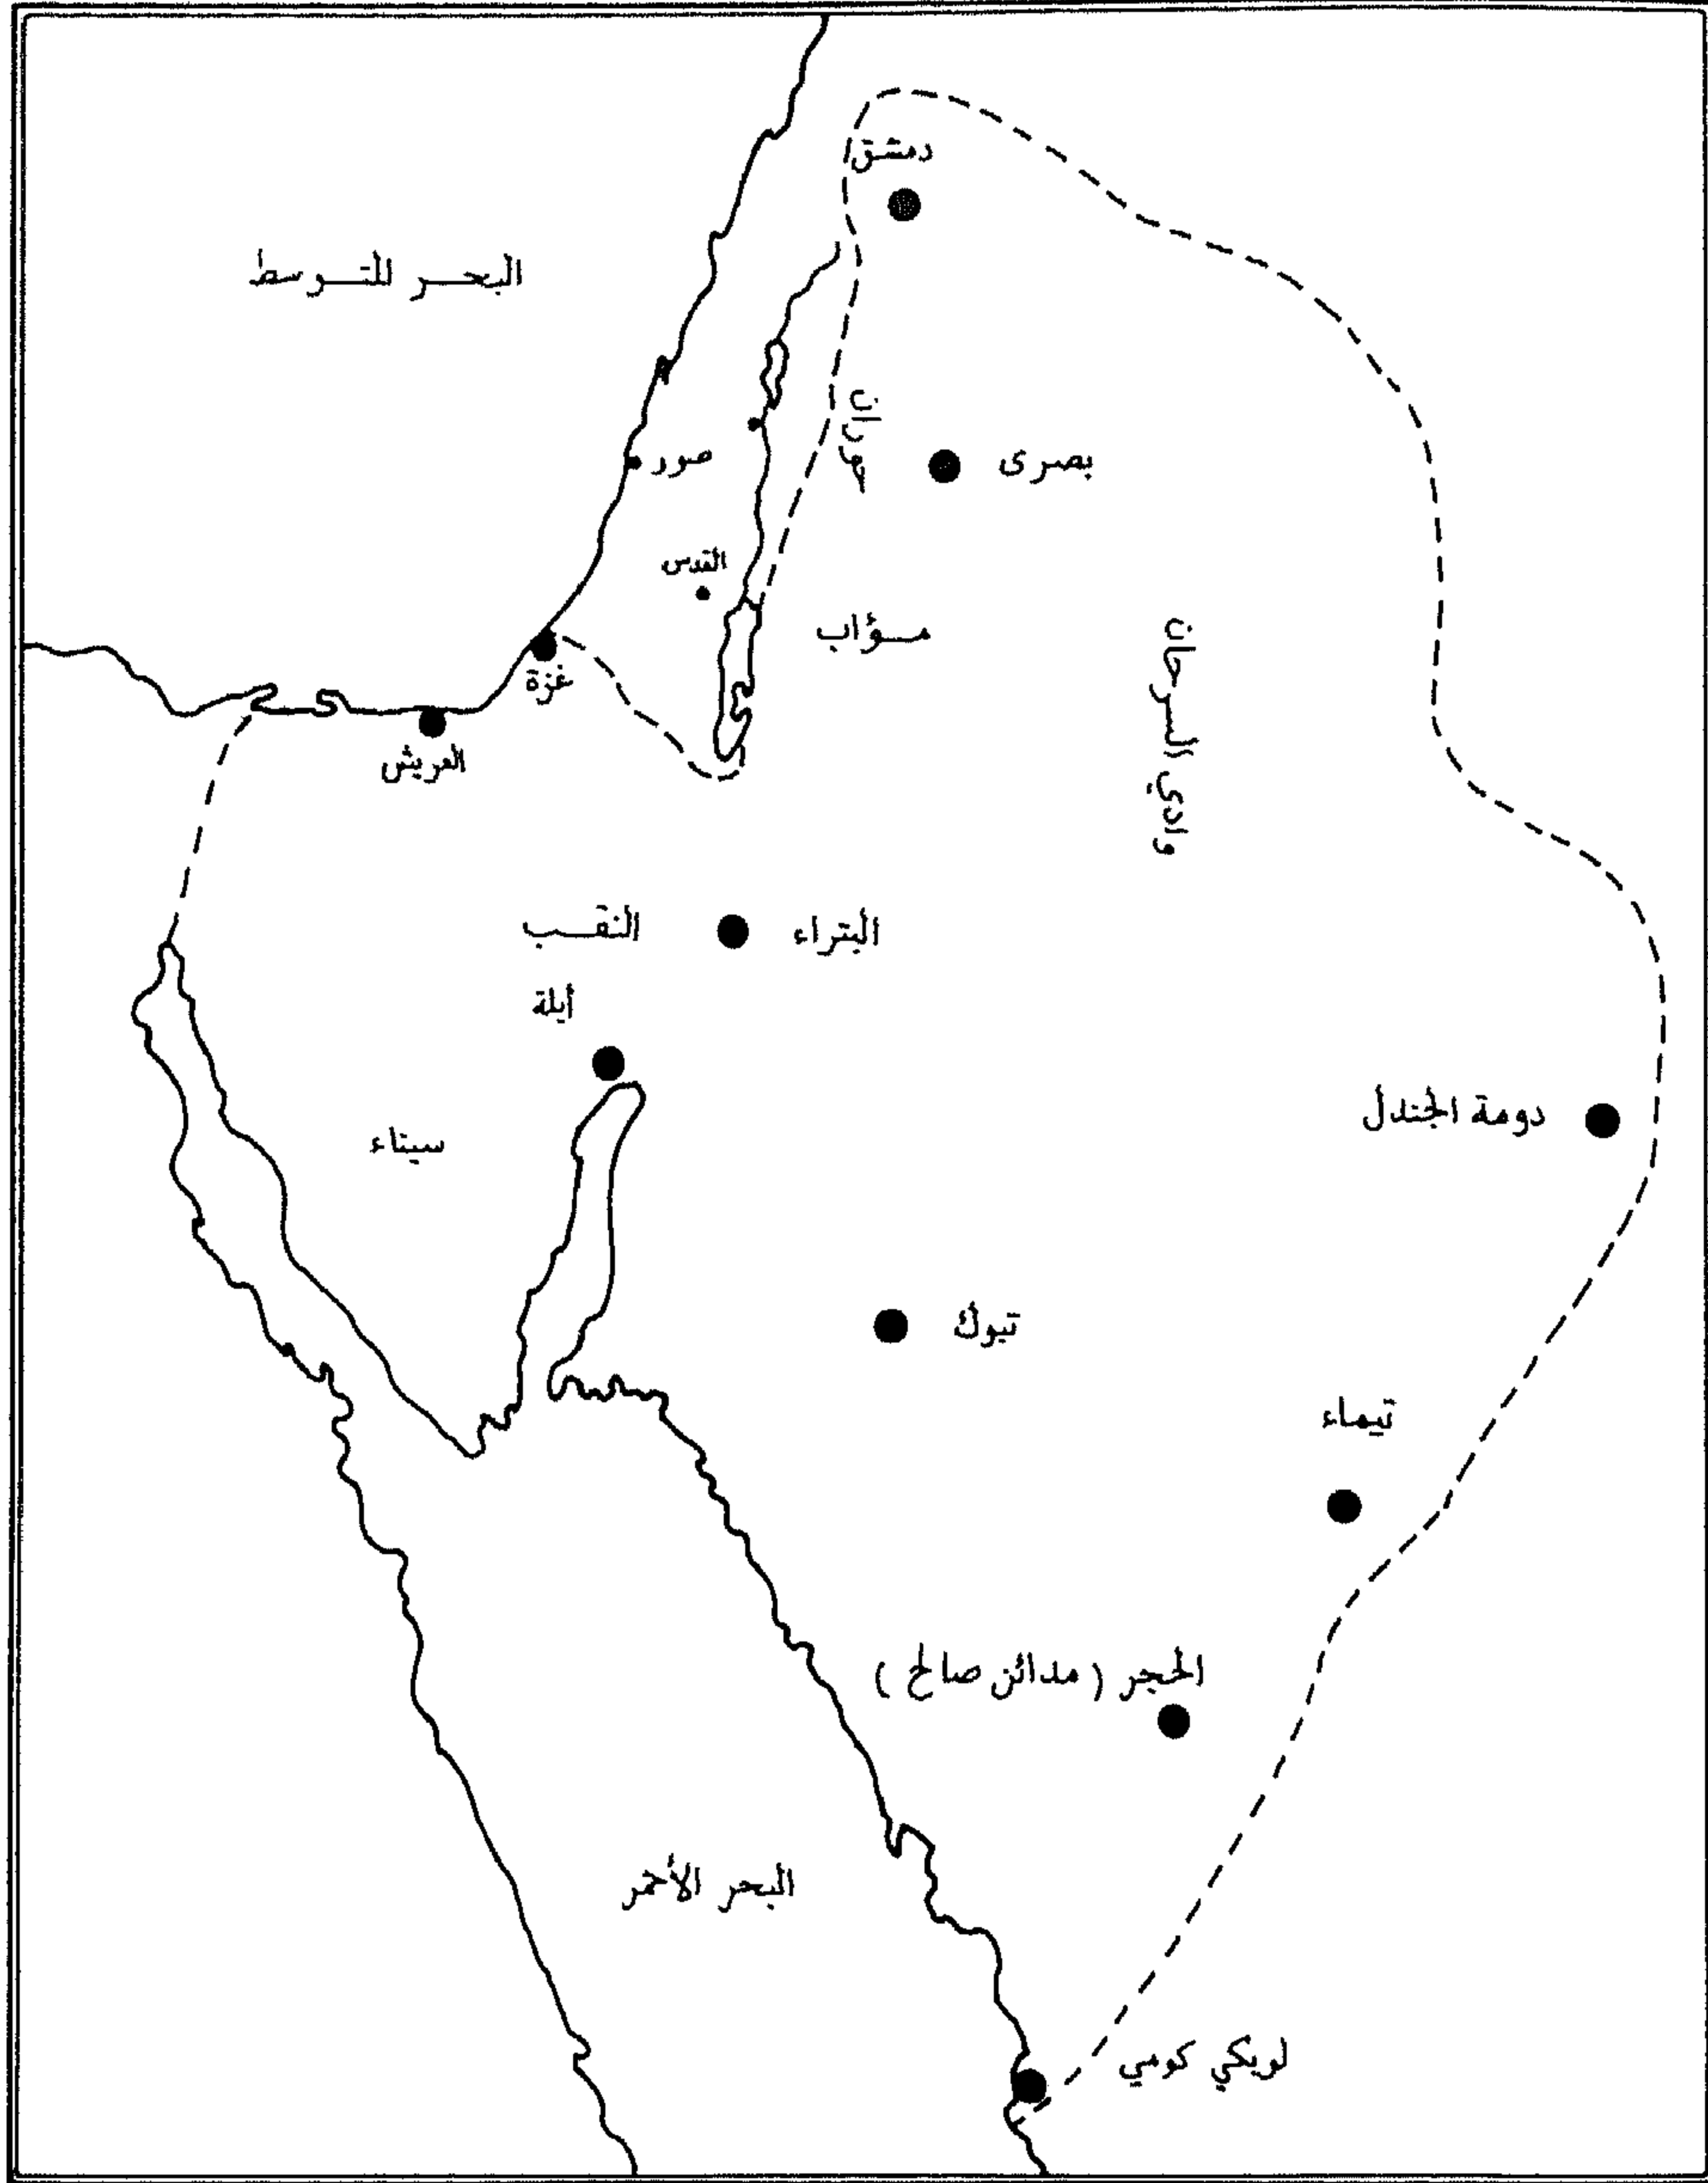 دمشق
البحر للتوسط
حوران
بصرى
صور
القدس
مؤاب
غزة
العريش
وادي السرحان
النقب
البتراء
أيلة
دومة الجندل
سيناء
تبوك
تيماء
الحجر ( مدائن صالح )
البحر الأحمر
لويكي كومي